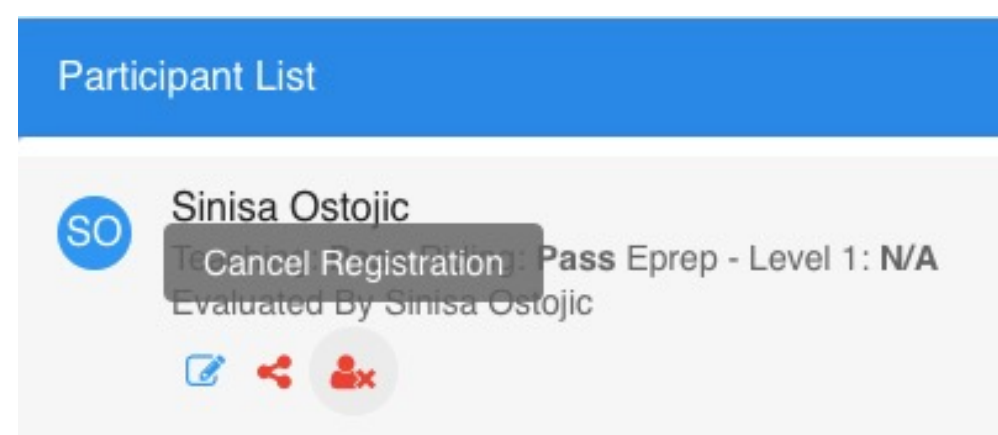 Participant List
SO
Sinisa Ostojic
Cancel Registration
Pass Eprep - Level 1: N/A
Evaluated By Sinisa Ostojic